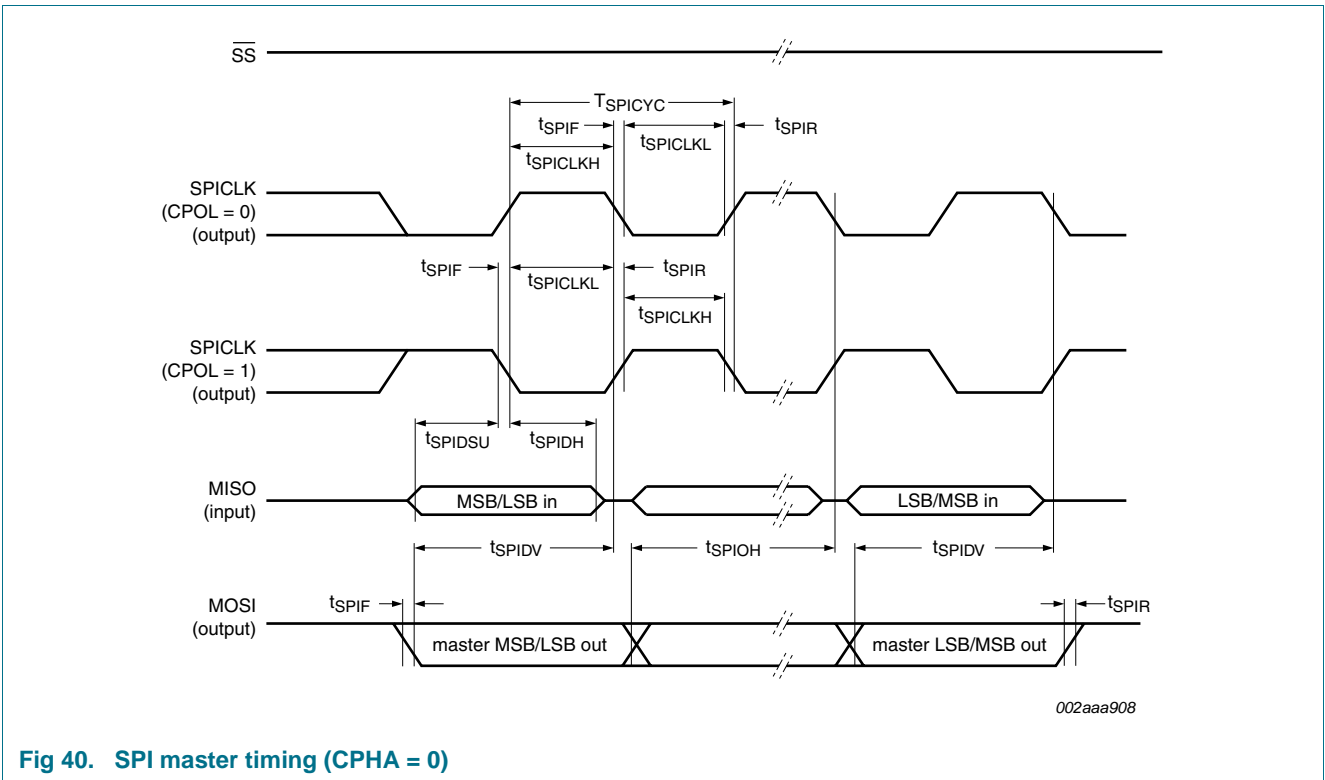 SS
TSPICYC
tSPIF tSPICLKL tSPIR
tSPICLKH
SPICLK
(CPOL = 0)
(output)
tSPIF tSPICLKL tSPIR
tSPICLKH
SPICLK
(CPOL = 1)
(output)
tSPIDSU tSPIDH
MISO
(input)
MSB/LSB in LSB/MSB in
tSPIDV tSPIOH tSPIDV
MOSI
(output)
tSPIF tSPIR
master MSB/LSB out master LSB/MSB out
002aaa908
Fig 40. SPI master timing (CPHA = 0)